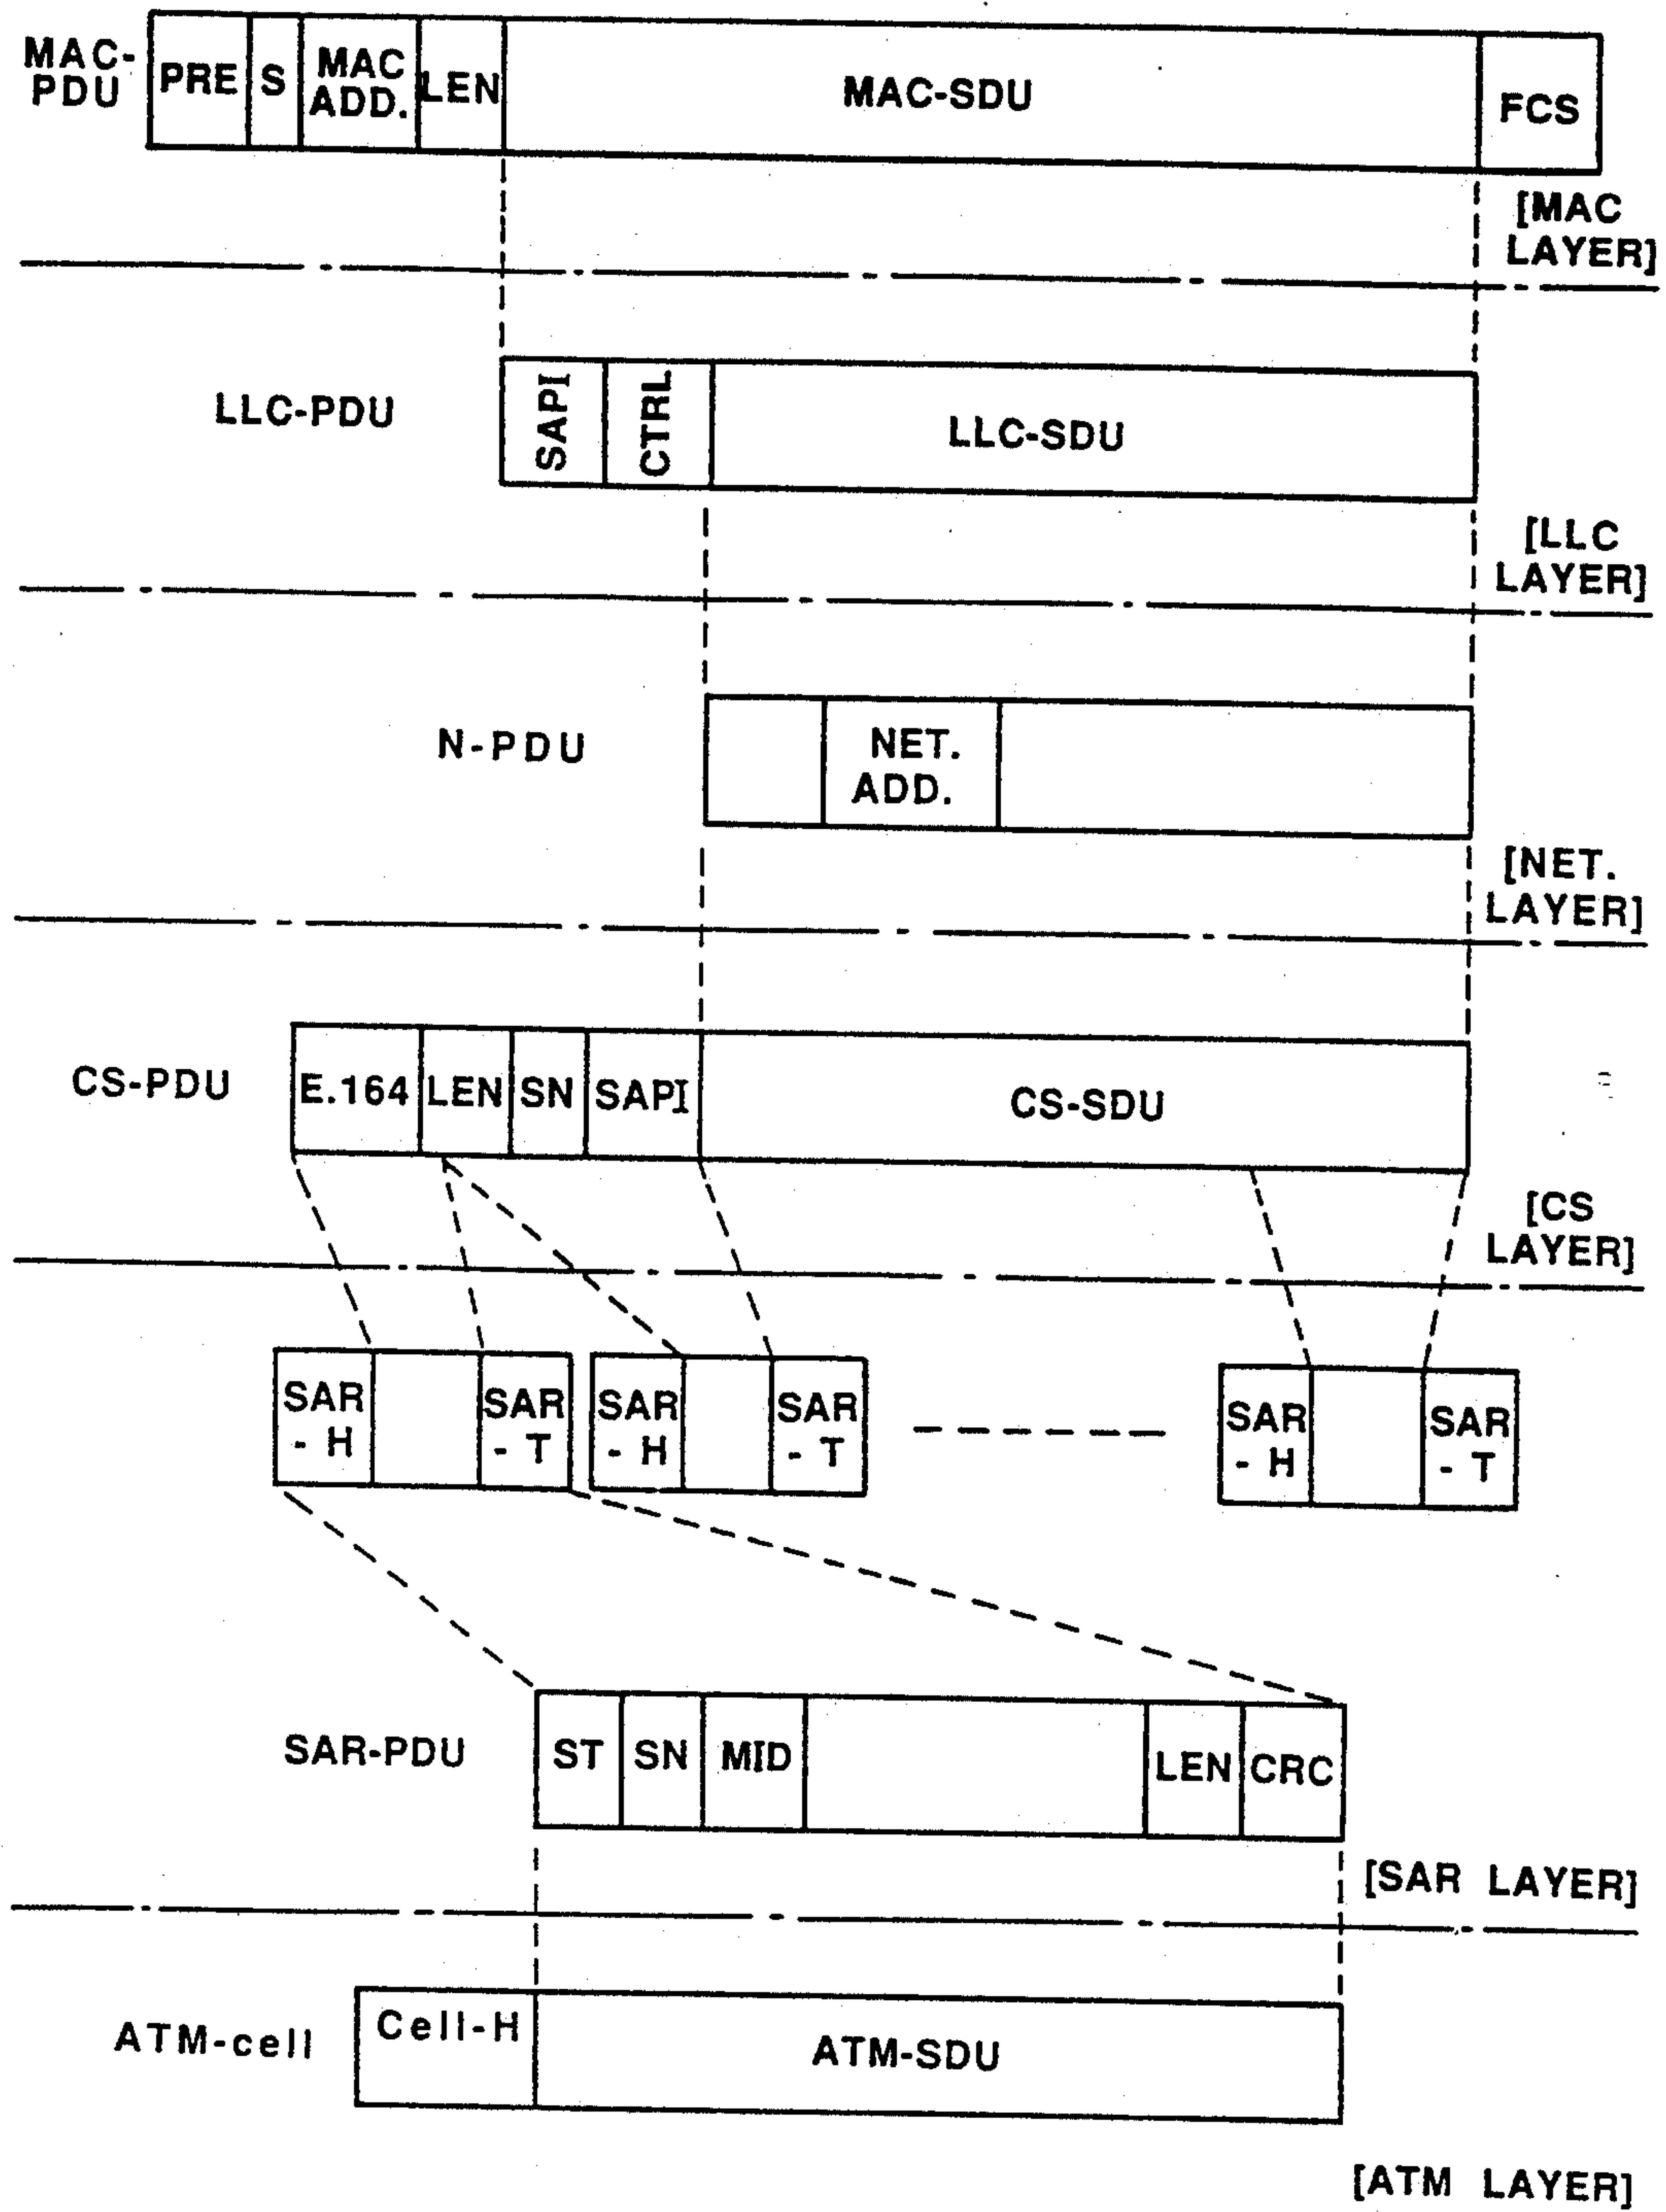 MAC-
PDU
PRE
S
MAC
ADD.
LEN
MAC-SDU
FCS
[MAC
LAYER]
LLC-PDU
SAPI
CTRL
LLC-SDU
[LLC
LAYER]
N-PDU
NET.
ADD.
[NET.
LAYER]
CS-PDU
E.164
LEN
SN
SAPI
CS-SDU
[CS
LAYER]
SAR
- H
SAR
- T
SAR
- H
SAR
- T
SAR
- H
SAR
- T
SAR-PDU
ST
SN
MID
LEN
CRC
[SAR LAYER]
ATM-cell
Cell-H
ATM-SDU
[ATM LAYER]